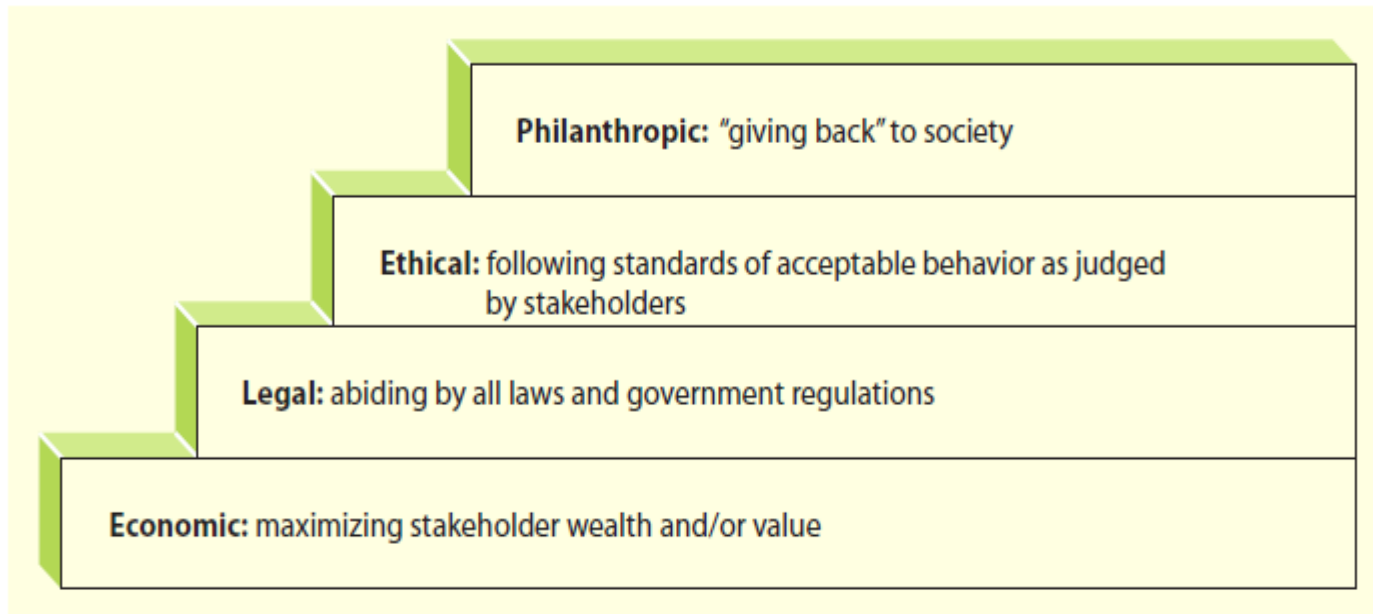 Philanthropic: “giving back” to society
Ethical: following standards of acceptable behavior as judged
by stakeholders
Legal: abiding by all laws and government regulations
Economic: maximizing stakeholder wealth and/or value